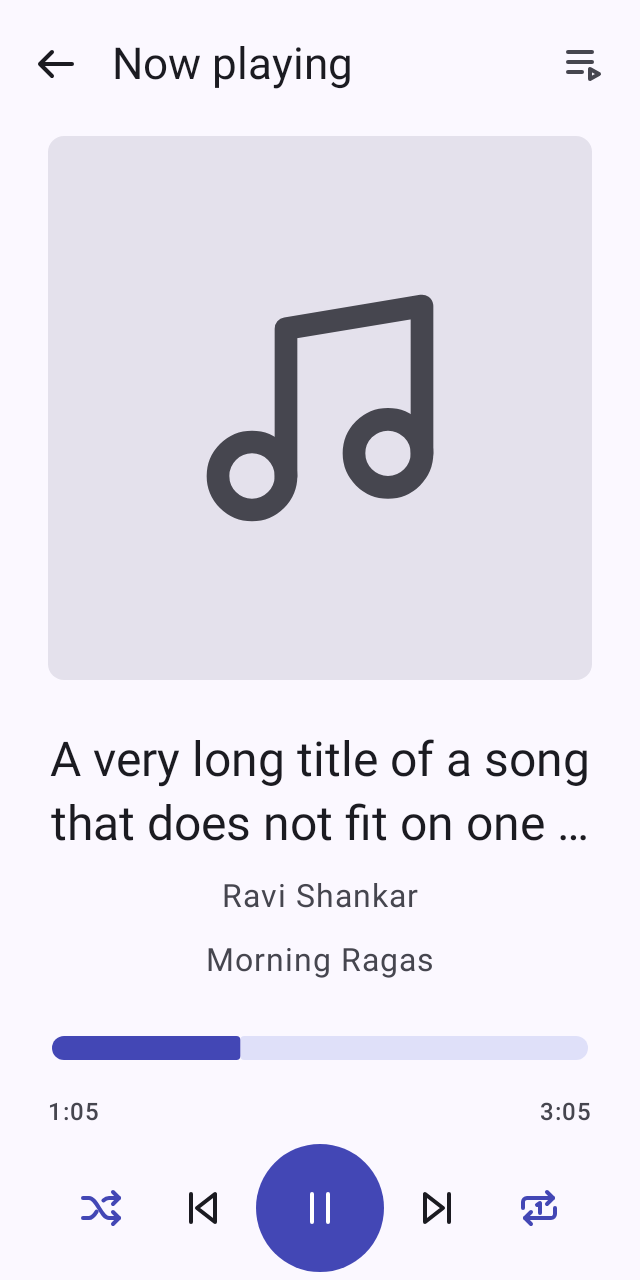 Now playing
A very long title of a song
that does not fit on one …
Ravi Shankar
Morning Ragas
1:05
3:05
1